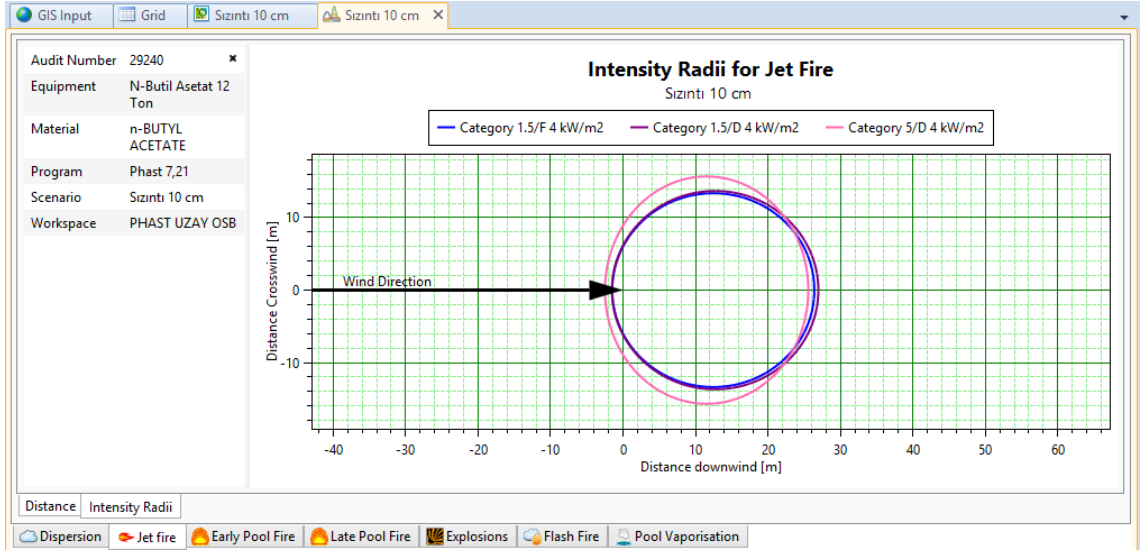 GIS Input
Grid
Sızıntı 10 cm
Sızıntı 10 cm
Audit Number 29240
Equipment N-Butil Asetat 12
Ton
Material n-BUTYL
ACETATE
Program Phast 7,21
Scenario Sızıntı 10 cm
Workspace PHAST UZAY OSB
Intensity Radii for Jet Fire
Sızıntı 10 cm
Category 1.5/F 4 kW/m2 Category 1.5/D 4 kW/m2 Category 5/D 4 kW/m2
Distance Crosswind [m]
10
0
-10
Wind Direction
-40 -30 -20 -10 0 10 20 30 40 50 60
Distance downwind [m]
Distance Intensity Radii
Dispersion Jet fire Early Pool Fire Late Pool Fire Explosions Flash Fire Pool Vaporisation